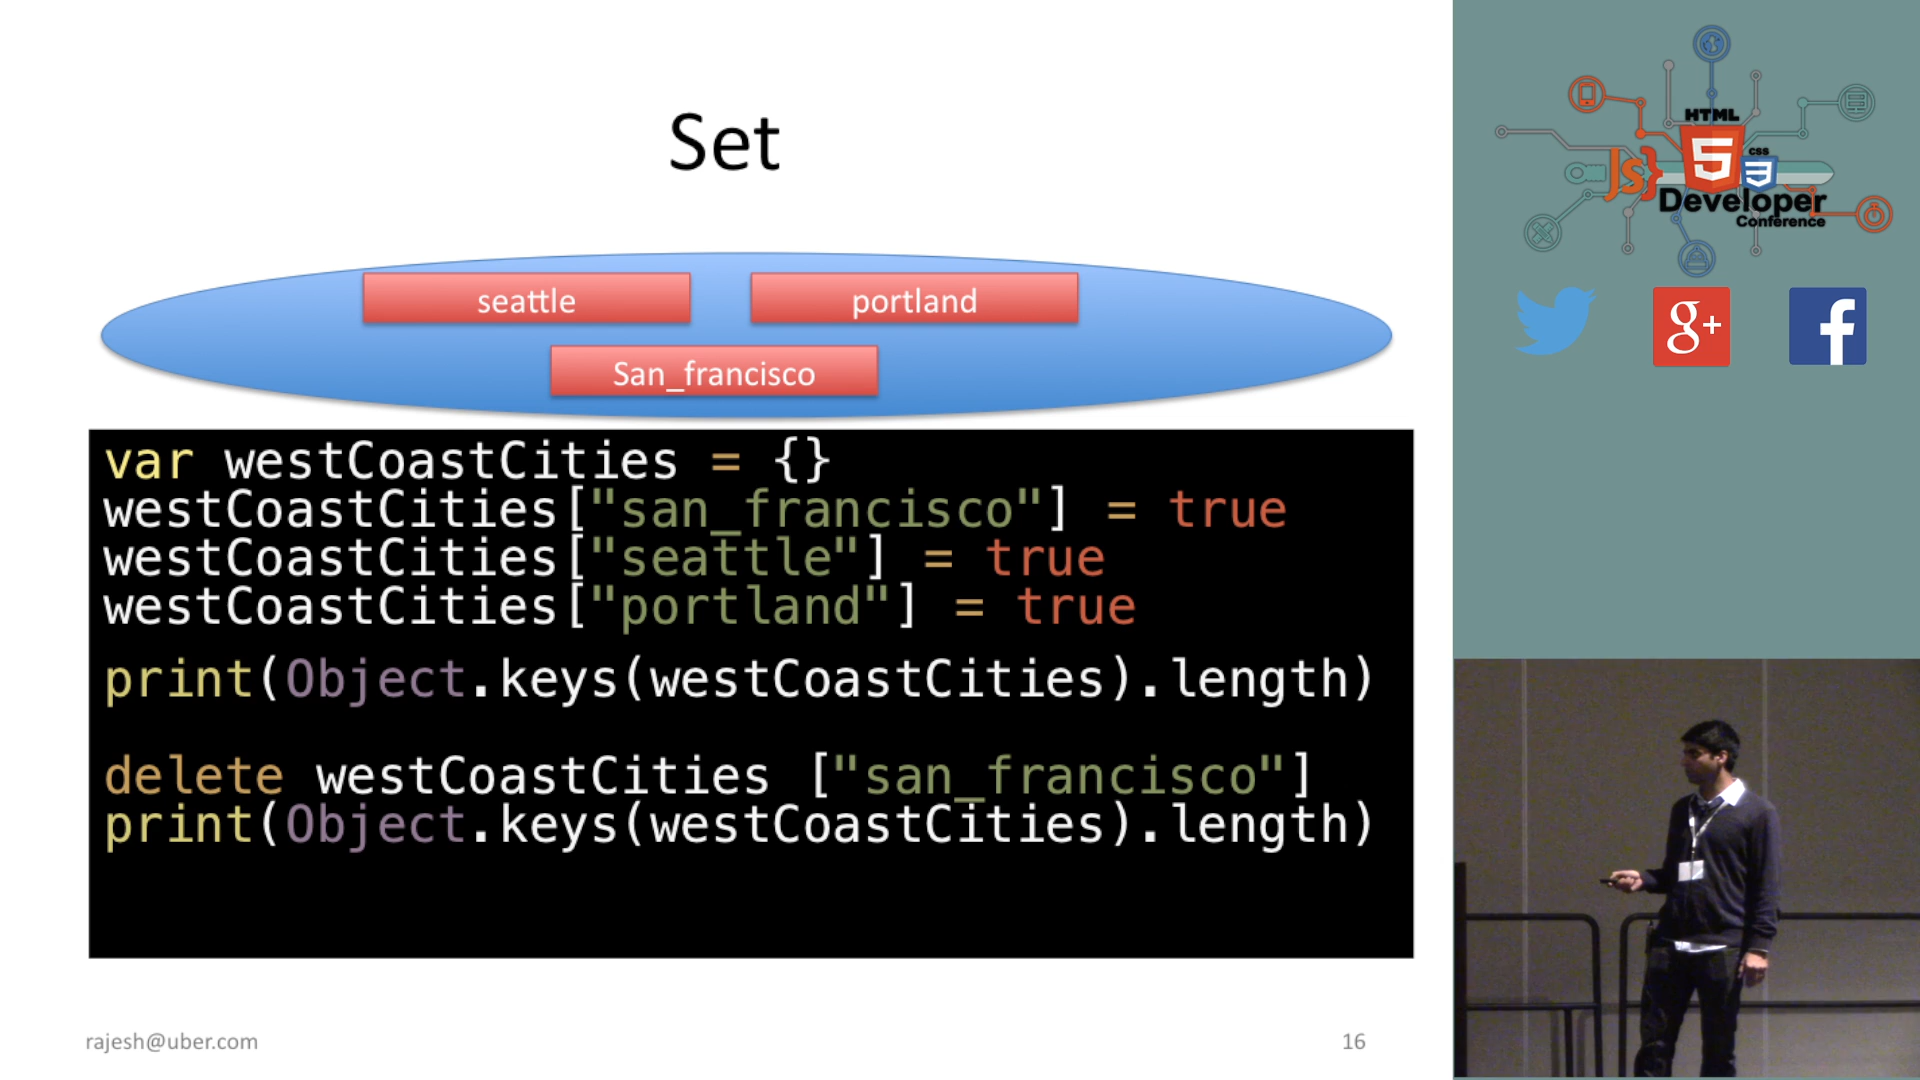 Set
seattle
portland
San_francisco
var westCoastCities = {}
westCoastCities["san_francisco"] = true
westCoastCities["seattle"] = true
westCoastCities["portland"] = true
print(Object.keys(westCoastCities).length)
delete westCoastCities ["san_francisco"]
print(Object.keys(westCoastCities).length)
rajesh@uber.com
16
HTML
5
JS}
CSS
3
Developer
Conference
g+
f